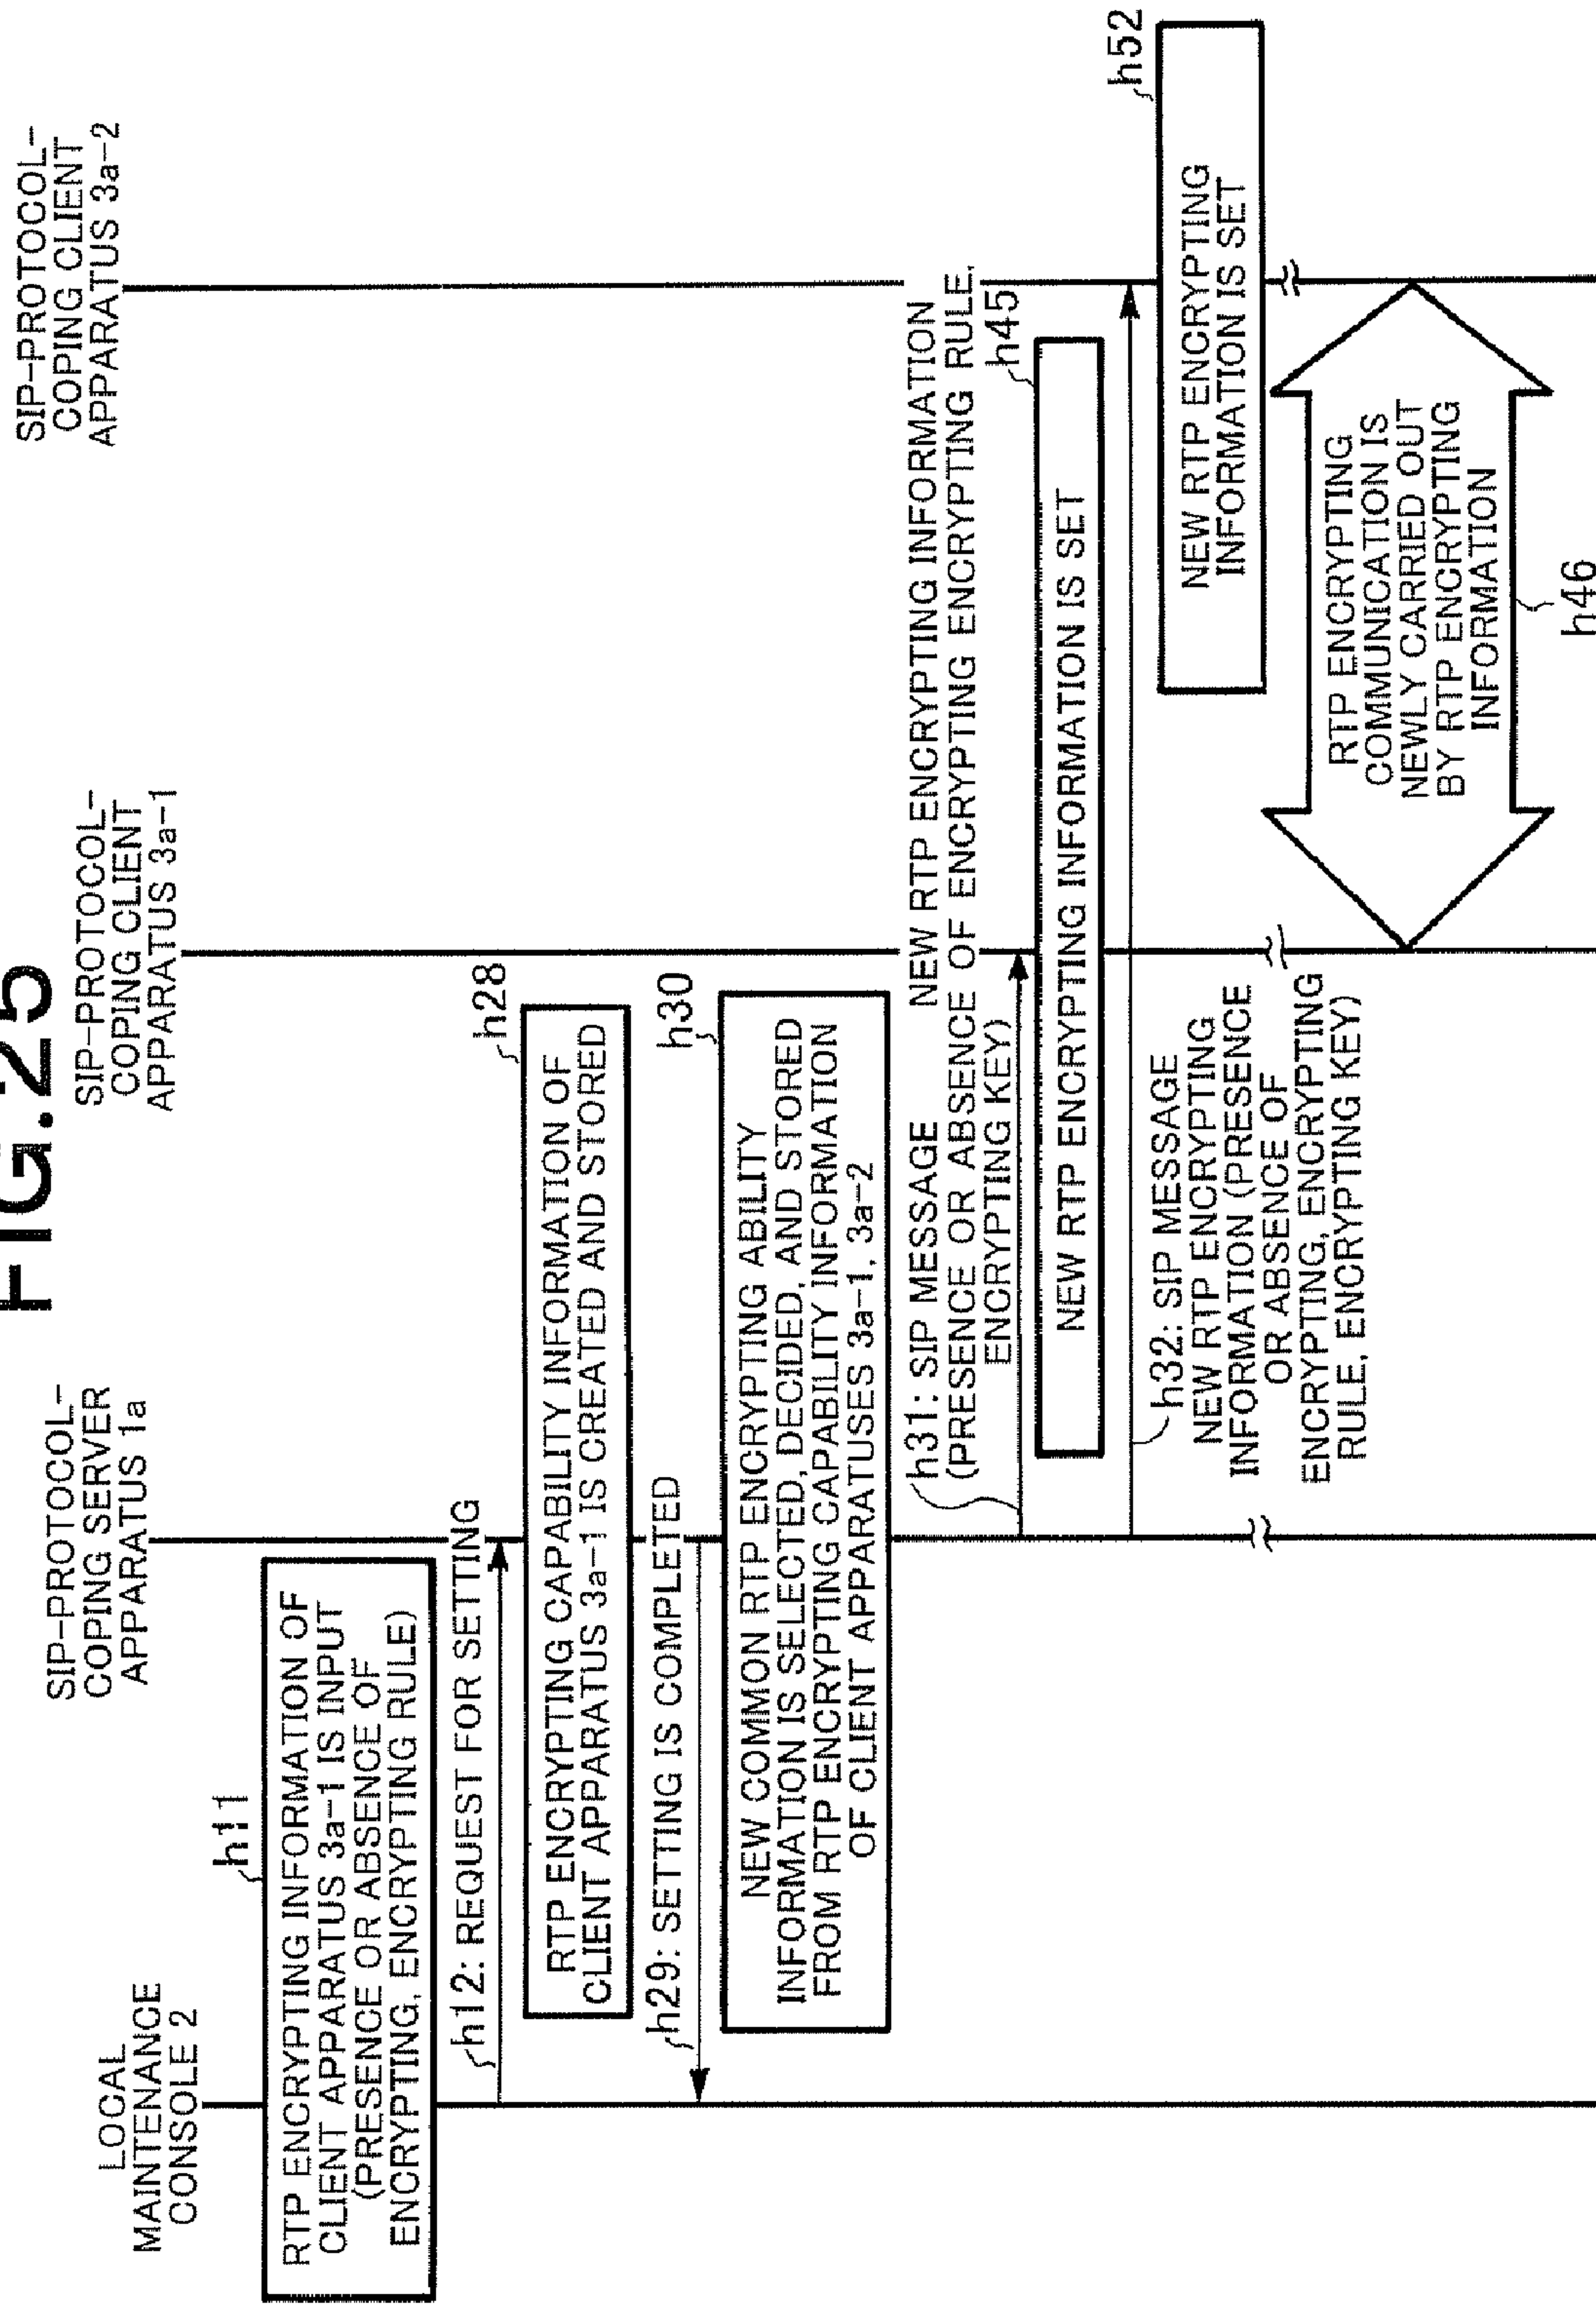 FIG.25
LOCAL
MAINTENANCE
CONSOLE 2
SIP-PROTOCOL-
COPING SERVER
APPARATUS 1a
SIP-PROTOCOL-
COPING CLIENT
APPARATUS 3a-1
SIP-PROTOCOL-
COPING CLIENT
APPARATUS 3a-2
h11
RTP ENCRYPTING INFORMATION OF
CLIENT APPARATUS 3a-1 IS INPUT
(PRESENCE OR ABSENCE OF
ENCRYPTING, ENCRYPTING RULE)
h12: REQUEST FOR SETTING
h28
RTP ENCRYPTING CAPABILITY INFORMATION OF
CLIENT APPARATUS 3a-1 IS CREATED AND STORED
h29: SETTING IS COMPLETED
h30
NEW COMMON RTP ENCRYPTING ABILITY
INFORMATION IS SELECTED, DECIDED, AND STORED
FROM RTP ENCRYPTING CAPABILITY INFORMATION
OF CLIENT APPARATUSES 3a-1, 3a-2
h31: SIP MESSAGE NEW RTP ENCRYPTING INFORMATION
(PRESENCE OR ABSENCE OF ENCRYPTING ENCRYPTING RULE,
ENCRYPTING KEY)
h45
NEW RTP ENCRYPTING INFORMATION IS SET
h32: SIP MESSAGE
NEW RTP ENCRYPTING
INFORMATION (PRESENCE
OR ABSENCE OF
ENCRYPTING, ENCRYPTING
RULE, ENCRYPTING KEY)
h52
NEW RTP ENCRYPTING
INFORMATION IS SET
RTP ENCRYPTING
COMMUNICATION IS
NEWLY CARRIED OUT
BY RTP ENCRYPTING
INFORMATION
h46